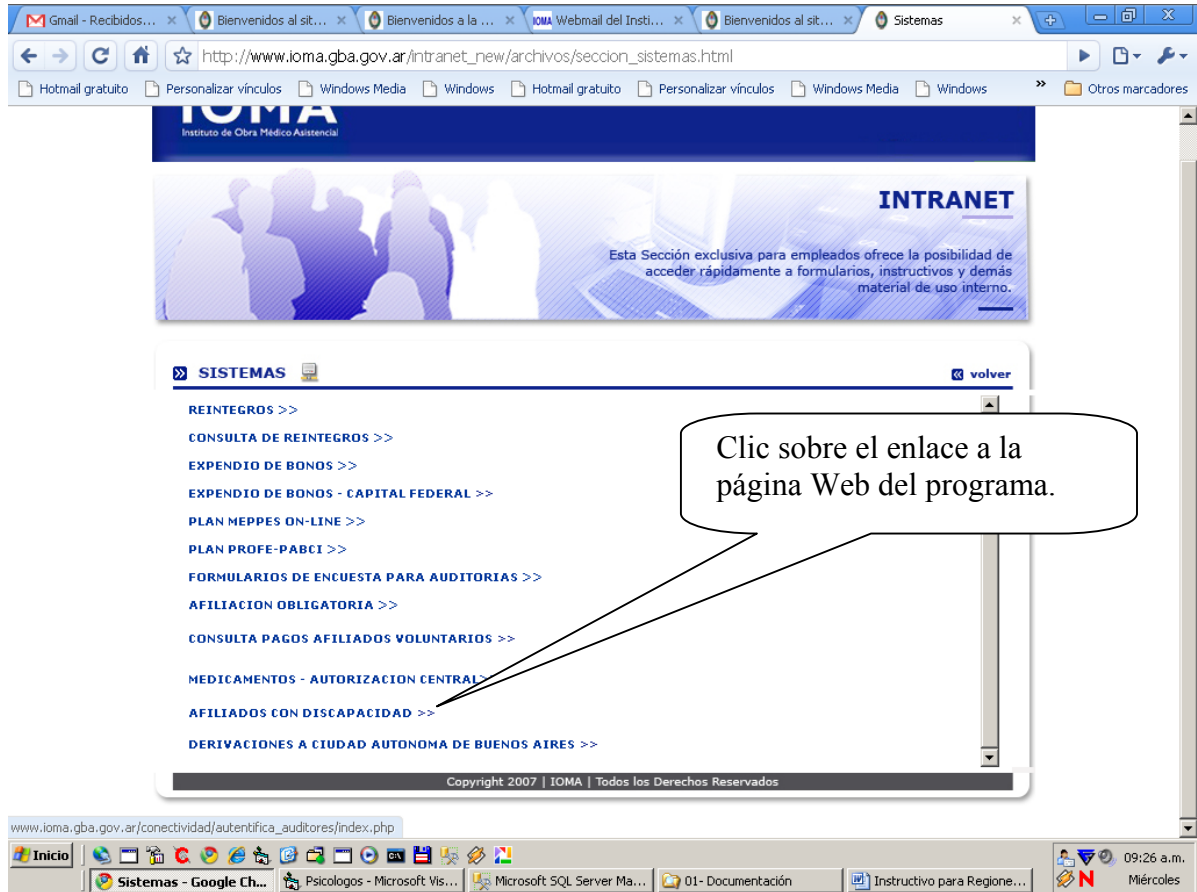 Gmail - Recibidos...
Bienvenidos al sit...
Bienvenidos a la ...
IOMA Webmail del Insti...
Bienvenidos al sit...
Sistemas
http://www.ioma.gba.gov.ar/intranet_new/archivos/seccion_sistemas.html
Hotmail gratuito
Personalizar vínculos
Windows Media
Windows
Hotmail gratuito
Personalizar vínculos
Windows Media
Windows
»
Otros marcadores
IOMA
Instituto de Obra Médico Asistencial
INTRANET
Esta Sección exclusiva para empleados ofrece la posibilidad de
acceder rápidamente a formularios, instructivos y demás
material de uso interno.
SISTEMAS
volver
REINTEGROS >>
CONSULTA DE REINTEGROS >>
EXPENDIO DE BONOS >>
EXPENDIO DE BONOS - CAPITAL FEDERAL >>
PLAN MEPPES ON-LINE >>
PLAN PROFE-PABCI >>
FORMULARIOS DE ENCUESTA PARA AUDITORIAS >>
AFILIACION OBLIGATORIA >>
CONSULTA PAGOS AFILIADOS VOLUNTARIOS >>
MEDICAMENTOS - AUTORIZACION CENTRAL>>
AFILIADOS CON DISCAPACIDAD >>
DERIVACIONES A CIUDAD AUTONOMA DE BUENOS AIRES >>
Clic sobre el enlace a la
página Web del programa.
Copyright 2007 | IOMA | Todos los Derechos Reservados
www.ioma.gba.gov.ar/conectividad/autentifica_auditores/index.php
Inicio
09:26 a.m.
Sistemas - Google Ch...
Psicologos - Microsoft Vis...
Microsoft SQL Server Ma...
01- Documentación
Instructivo para Regione...
Miércoles